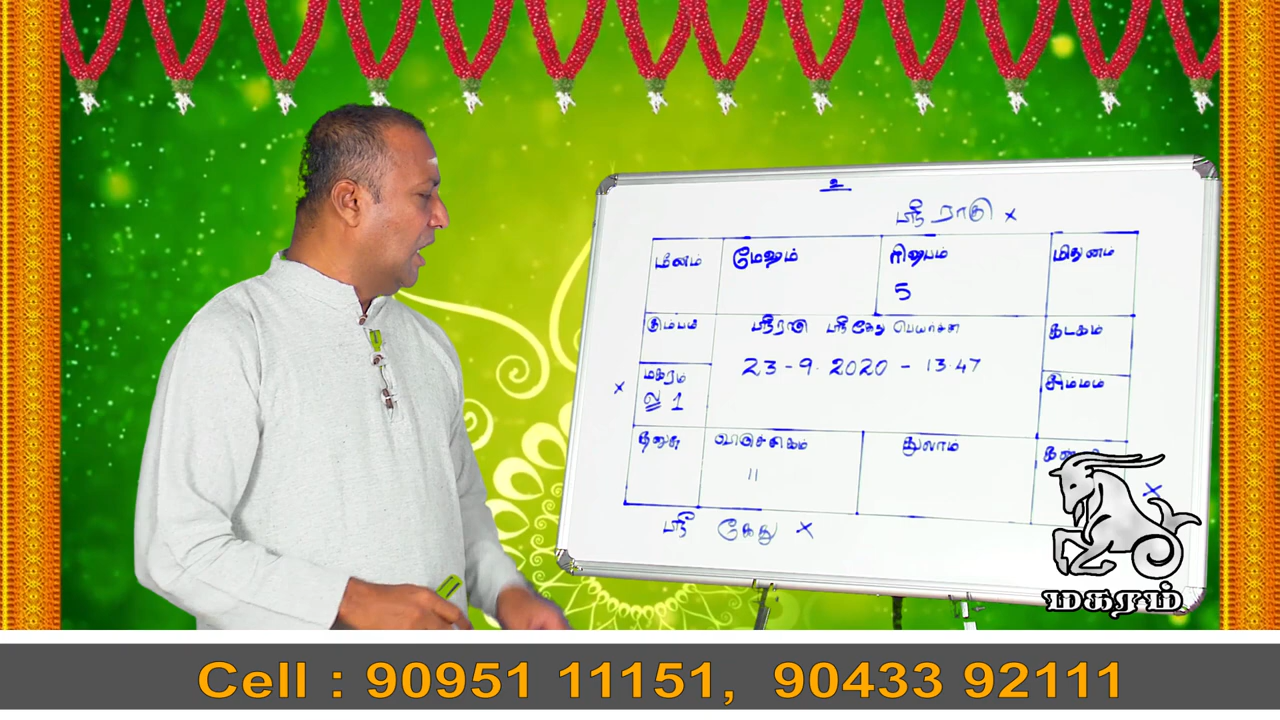 உ
ஸ்ரீ ராகு x
மீனம் மேஷம் ரிஷபம் மிதுனம்
5
கும்பம் ஸ்ரீராகு ஸ்ரீகேது பெயர்ச்சி கடகம்
23-9.2020 - 13.47
x மகரம் சிம்மம்
ல 1
தனுசு விருச்சிகம் துலாம்
11
x
ஸ்ரீ கேது x
மகரம்
Cell : 90951 11151, 90433 92111